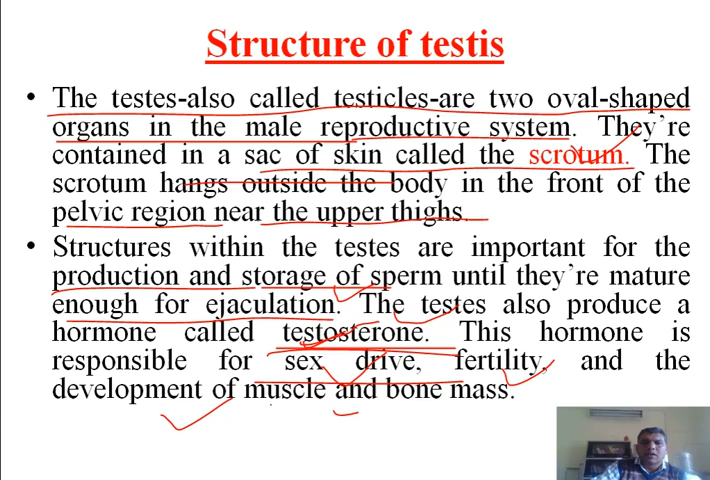 Structure of testis
• The testes-also called testicles-are two oval-shaped
organs in the male reproductive system. They're
contained in a sac of skin called the scrotum. The
scrotum hangs outside the body in the front of the
pelvic region near the upper thighs.
• Structures within the testes are important for the
production and storage of sperm until they're mature
enough for ejaculation. The testes also produce a
hormone called testosterone. This hormone is
responsible for sex drive, fertility, and the
development of muscle and bone mass.